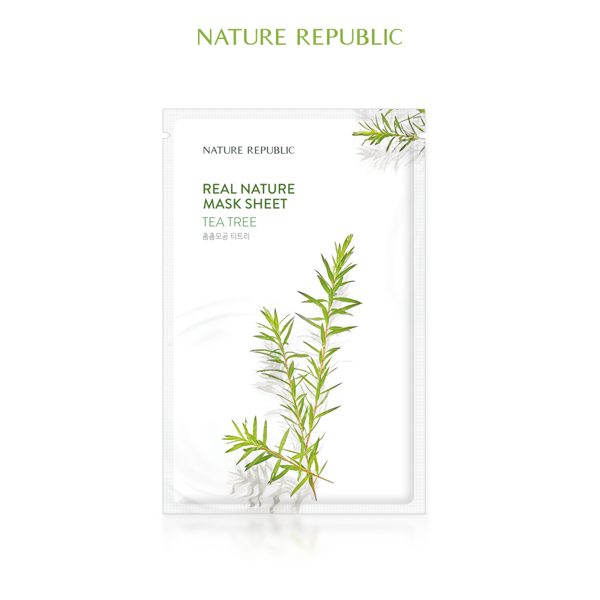 NATURE REPUBLIC
NATURE REPUBLIC
REAL NATURE
MASK SHEET
TEA TREE
촘촘모공 티트리